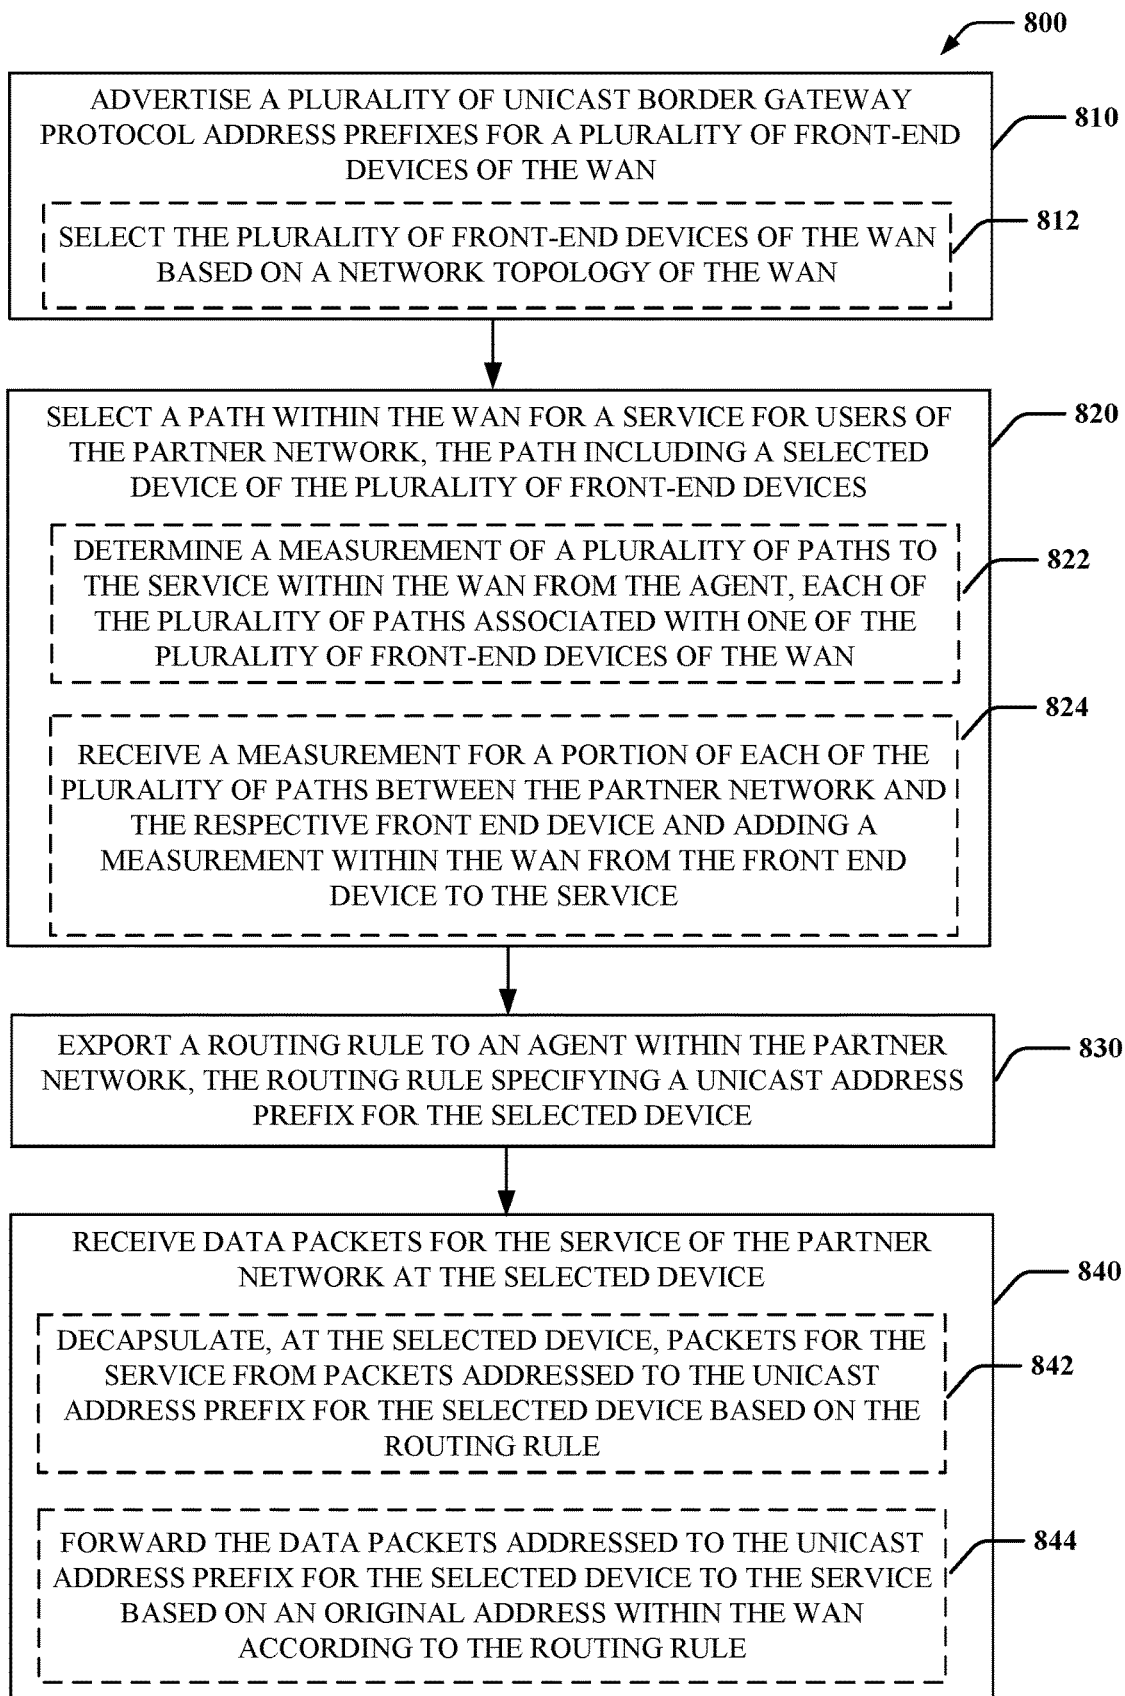 800
ADVERTISE A PLURALITY OF UNICAST BORDER GATEWAY
PROTOCOL ADDRESS PREFIXES FOR A PLURALITY OF FRONT-END
DEVICES OF THE WAN
810
SELECT THE PLURALITY OF FRONT-END DEVICES OF THE WAN
BASED ON A NETWORK TOPOLOGY OF THE WAN
812
SELECT A PATH WITHIN THE WAN FOR A SERVICE FOR USERS OF
THE PARTNER NETWORK, THE PATH INCLUDING A SELECTED
DEVICE OF THE PLURALITY OF FRONT-END DEVICES
820
DETERMINE A MEASUREMENT OF A PLURALITY OF PATHS TO
THE SERVICE WITHIN THE WAN FROM THE AGENT, EACH OF
THE PLURALITY OF PATHS ASSOCIATED WITH ONE OF THE
PLURALITY OF FRONT-END DEVICES OF THE WAN
822
RECEIVE A MEASUREMENT FOR A PORTION OF EACH OF THE
PLURALITY OF PATHS BETWEEN THE PARTNER NETWORK AND
THE RESPECTIVE FRONT END DEVICE AND ADDING A
MEASUREMENT WITHIN THE WAN FROM THE FRONT END
DEVICE TO THE SERVICE
824
EXPORT A ROUTING RULE TO AN AGENT WITHIN THE PARTNER
NETWORK, THE ROUTING RULE SPECIFYING A UNICAST ADDRESS
PREFIX FOR THE SELECTED DEVICE
830
RECEIVE DATA PACKETS FOR THE SERVICE OF THE PARTNER
NETWORK AT THE SELECTED DEVICE
840
DECAPSULATE, AT THE SELECTED DEVICE, PACKETS FOR THE
SERVICE FROM PACKETS ADDRESSED TO THE UNICAST
ADDRESS PREFIX FOR THE SELECTED DEVICE BASED ON THE
ROUTING RULE
842
FORWARD THE DATA PACKETS ADDRESSED TO THE UNICAST
ADDRESS PREFIX FOR THE SELECTED DEVICE TO THE SERVICE
BASED ON AN ORIGINAL ADDRESS WITHIN THE WAN
ACCORDING TO THE ROUTING RULE
844